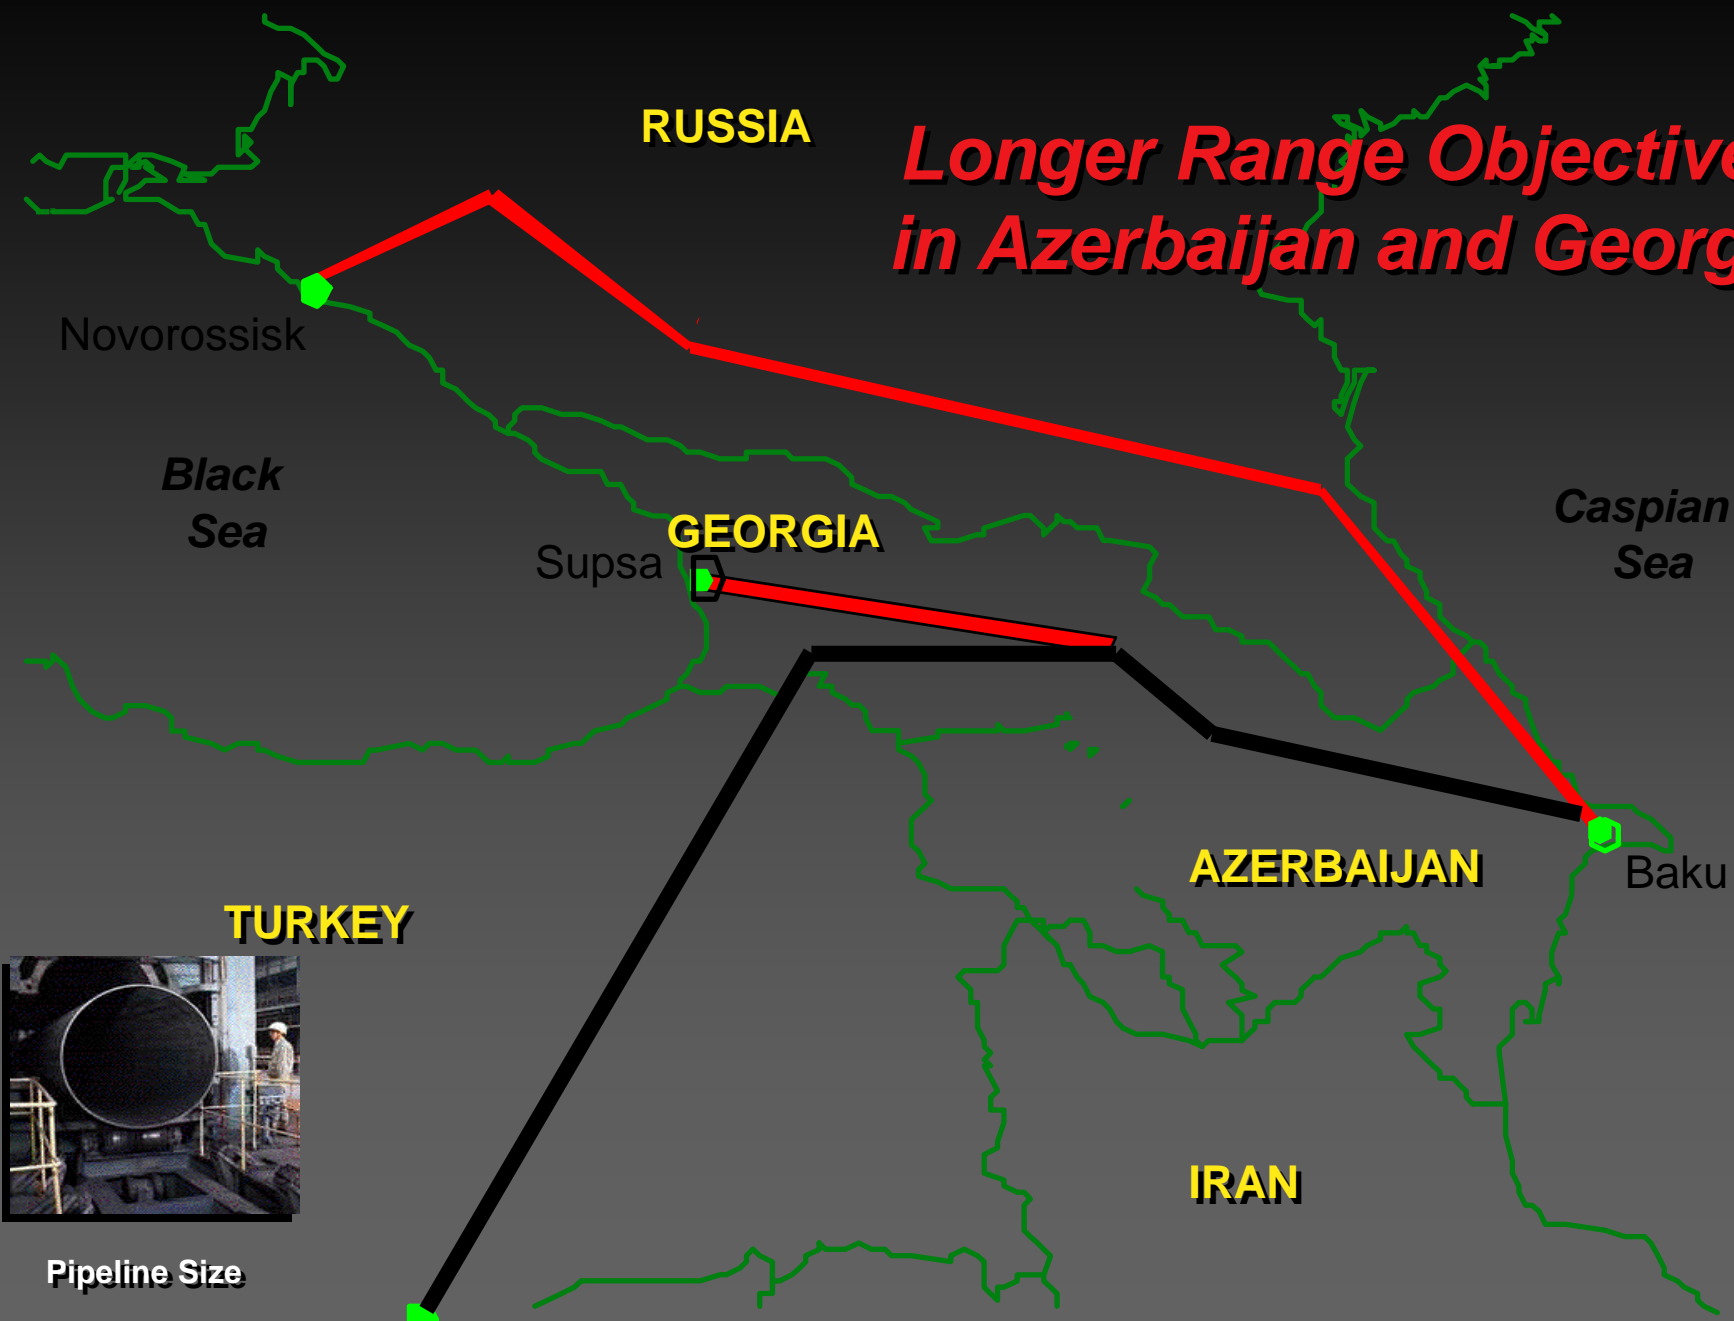 RUSSIA
Longer Range Objective
in Azerbaijan and Georg
Novorossisk
Black
Sea
Caspian
Sea
GEORGIA
Supsa
AZERBAIJAN
Baku
TURKEY
IRAN
Pipeline Size